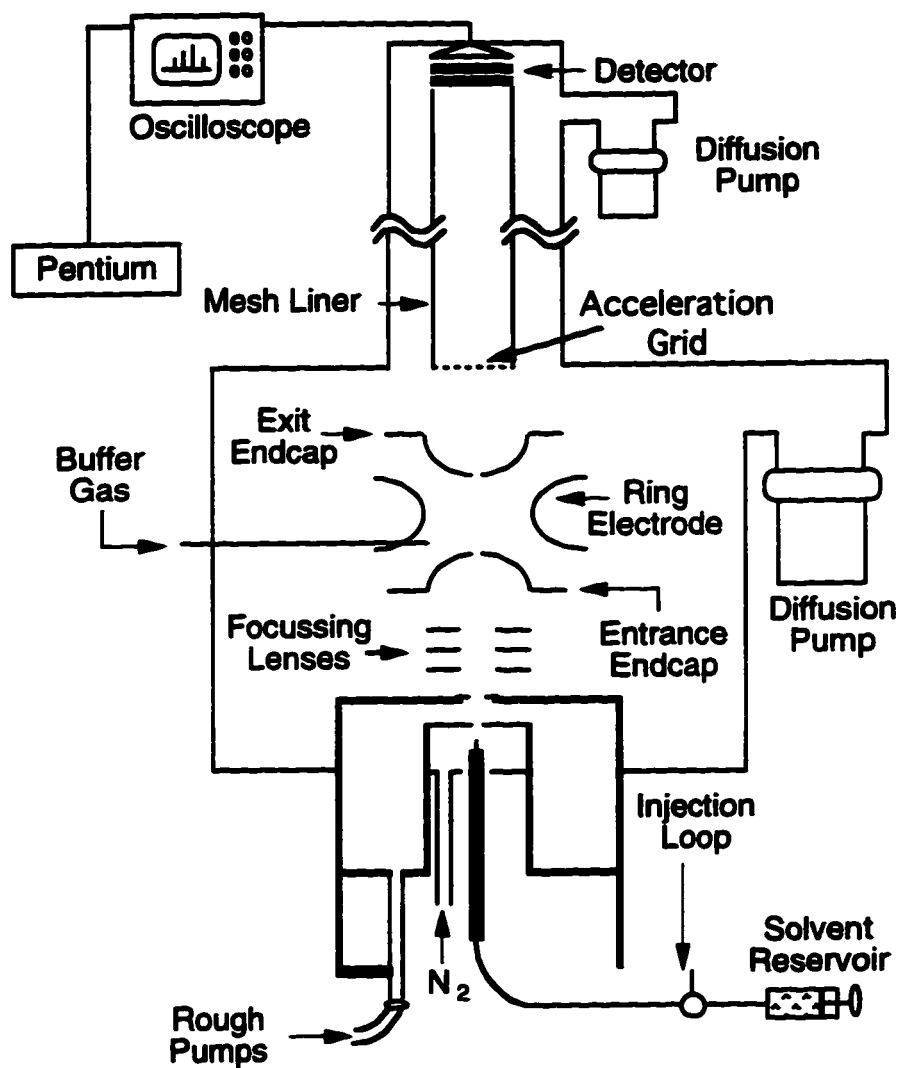 Detector
Oscilloscope
Diffusion
Pump
Pentium
Mesh Liner
Acceleration
Grid
Exit
Endcap
Buffer
Gas
Ring
Electrode
Diffusion
Pump
Focussing
Lenses
Entrance
Endcap
Injection
Loop
Solvent
Reservoir
N2
Rough
Pumps